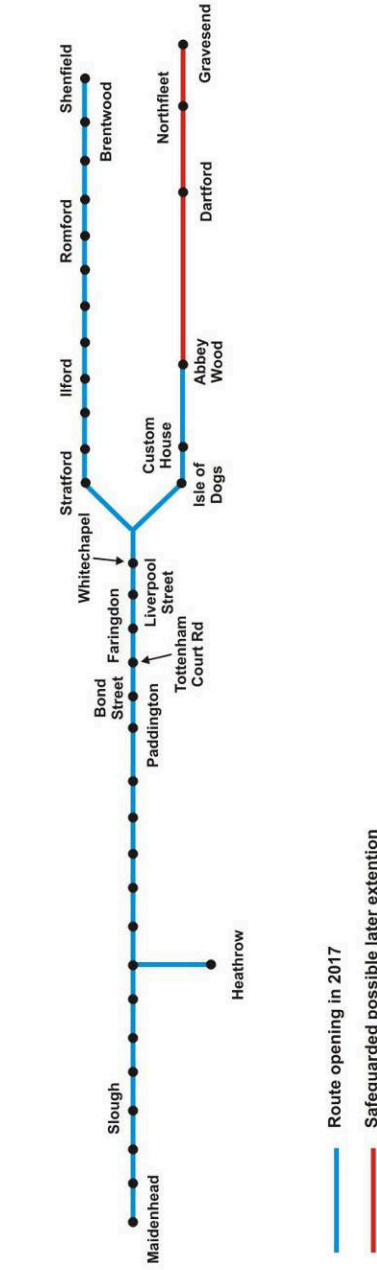 Shenfield
Brentwood
Romford
Ilford
Stratford
Gravesend
Northfleet
Dartford
Abbey
Wood
Custom
House
Isle of
Dogs
Whitechapel
Liverpool
Street
Faringdon
Tottenham
Court Rd
Bond
Street
Paddington
Heathrow
Slough
Maidenhead
Route opening in 2017
Safeguarded possible later extention